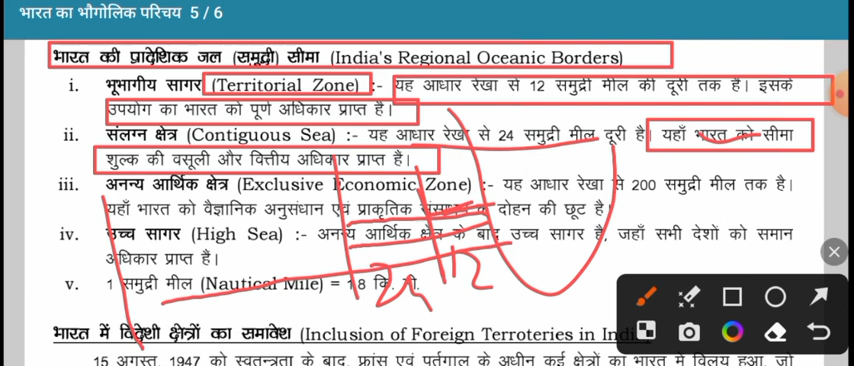 भारत का भौगोलिक परिचय 5 / 6
भारत की प्रादेशिक जल (समुद्री) सीमा (India's Regional Oceanic Borders)
i. भूभागीय सागर (Territorial Zone) :- यह आधार रेखा से 12 समुद्री मील की दूरी तक है। इसके
उपयोग का भारत को पूर्ण अधिकार प्राप्त है।
ii. संलग्न क्षेत्र (Contiguous Sea) :- यह आधार रेखा से 24 समुद्री मील दूरी है। यहाँ भारत को सीमा
शुल्क की वसूली और वित्तीय अधिकार प्राप्त है।
iii. अनन्य आर्थिक क्षेत्र (Exclusive Economic Zone) :- यह आधार रेखा से 200 समुद्री मील तक है।
यहाँ भारत को वैज्ञानिक अनुसंधान एवं प्राकृतिक संसाधन के दोहन की छूट है।
iv. उच्च सागर (High Sea) :- अनन्य आर्थिक क्षेत्र के बाद उच्च सागर है, जहाँ सभी देशों को समान
अधिकार प्राप्त हैं।
v. 1 समुद्री मील (Nautical Mile) = 1.8 कि. मी.
24 12
भारत में विदेशी क्षेत्रों का समावेश (Inclusion of Foreign Terroteries in Indi
15 अगस्त, 1947 को स्वतन्त्रता के बाद, फ्रांस एवं पुर्तगाल के अधीन कई क्षेत्रों का भारत में विलय हुआ, जो